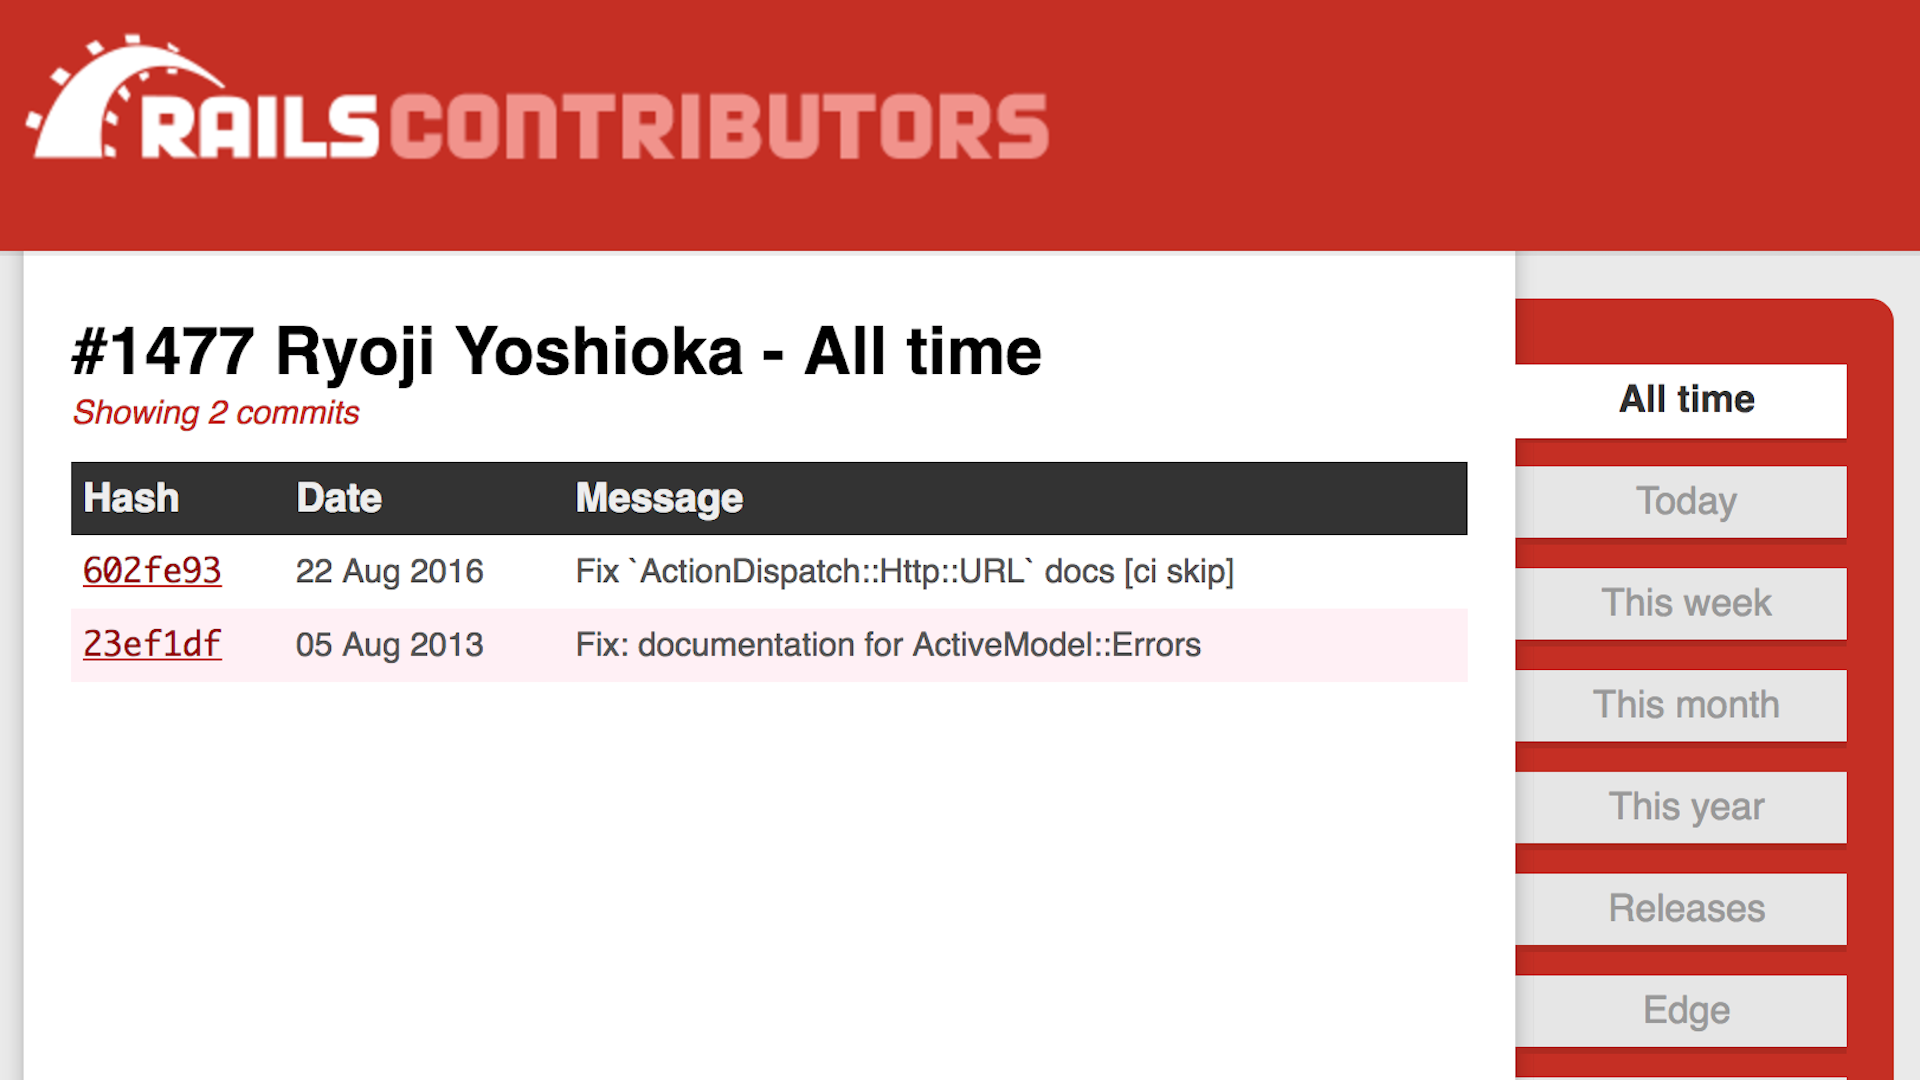 RAILS CONTRIBUTORS
#1477 Ryoji Yoshioka - All time
Showing 2 commits
Hash Date Message
602fe93 22 Aug 2016 Fix `ActionDispatch::Http::URL` docs [ci skip]
23ef1df 05 Aug 2013 Fix: documentation for ActiveModel::Errors
All time
Today
This week
This month
This year
Releases
Edge